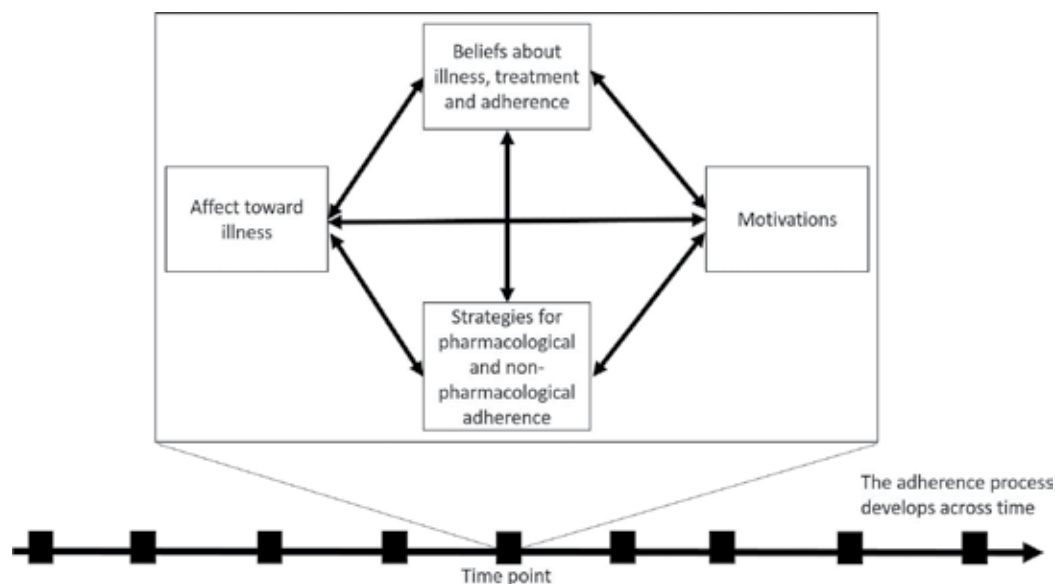 Beliefs about
illness, treatment
and adherence
Affect toward
illness
Motivations
Strategies for
pharmacological
and non-
pharmacological
adherence
The adherence process
develops across time
Time point